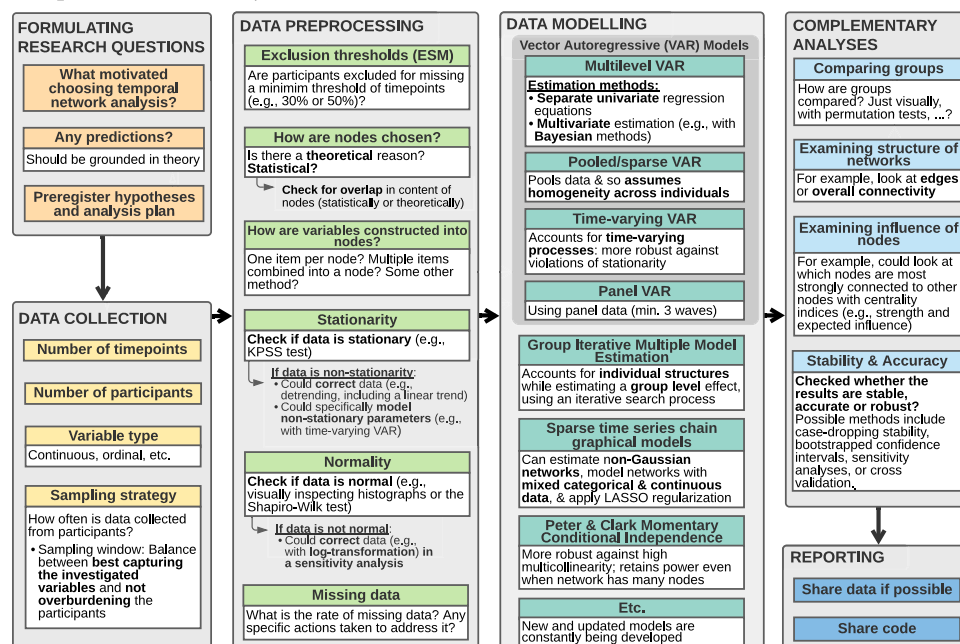 FORMULATING
RESEARCH QUESTIONS
What motivated
choosing temporal
network analysis?
Any predictions?
Should be grounded in theory
Preregister hypotheses
and analysis plan
DATA COLLECTION
Number of timepoints
Number of participants
Variable type
Continuous, ordinal, etc.
Sampling strategy
How often is data collected
from participants?
• Sampling window: Balance
between best capturing
the investigated
variables and not
overburdening the
participants
DATA PREPROCESSING
Exclusion thresholds (ESM)
Are participants excluded for missing
a minimim threshold of timepoints
(e.g., 30% or 50%)?
How are nodes chosen?
Is there a theoretical reason?
Statistical?
Check for overlap in content of
nodes (statistically or theoretically)
How are variables constructed into
nodes?
One item per node? Multiple items
combined into a node? Some other
method?
Stationarity
Check if data is stationary (e.g.,
KPSS test)
If data is non-stationarity:
• Could correct data (e.g.,
detrending, including a linear trend)
• Could specifically model
non-stationary parameters (e.g.,
with time-varying VAR)
Normality
Check if data is normal (e.g.,
visually inspecting histographs or the
Shapiro-Wilk test)
If data is not normal:
• Could correct data (e.g.,
with log-transformation) in
a sensitivity analysis
Missing data
What is the rate of missing data? Any
specific actions taken to address it?
DATA MODELLING
Vector Autoregressive (VAR) Models
Multilevel VAR
Estimation methods:
• Separate univariate regression
equations
• Multivariate estimation (e.g., with
Bayesian methods)
Pooled/sparse VAR
Pools data & so assumes
homogeneity across individuals
Time-varying VAR
Accounts for time-varying
processes: more robust against
violations of stationarity
Panel VAR
Using panel data (min. 3 waves)
Group Iterative Multiple Model
Estimation
Accounts for individual structures
while estimating a group level effect,
using an iterative search process
Sparse time series chain
graphical models
Can estimate non-Gaussian
networks, model networks with
mixed categorical & continuous
data, & apply LASSO regularization
Peter & Clark Momentary
Conditional Independence
More robust against high
multicollinearity; retains power even
when network has many nodes
Etc.
New and updated models are
constantly being developed
COMPLEMENTARY
ANALYSES
Comparing groups
How are groups
compared? Just visually,
with permutation tests, ...?
Examining structure of
networks
For example, look at edges
or overall connectivity
Examining influence of
nodes
For example, could look at
which nodes are most
strongly connected to other
nodes with centrality
indices (e.g., strength and
expected influence)
Stability & Accuracy
Checked whether the
results are stable,
accurate or robust?
Possible methods include
case-dropping stability,
bootstrapped confidence
intervals, sensitivity
analyses, or cross
validation.
REPORTING
Share data if possible
Share code